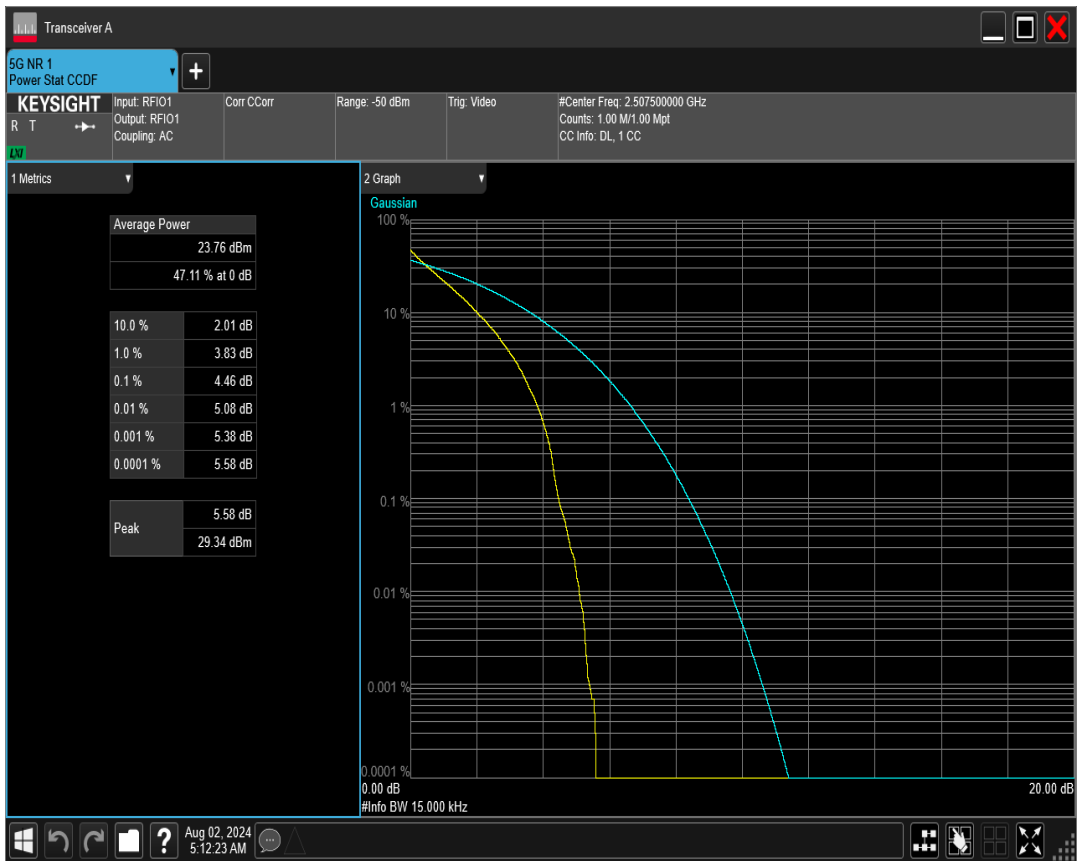 Transceiver A
5G NR 1
Power Stat CCDF
+
KEYSIGHT
R T
LXI
Input: RFIO1
Output: RFIO1
Coupling: AC
Corr CCorr
Range: -50 dBm
Trig: Video
#Center Freq: 2.507500000 GHz
Counts: 1.00 M/1.00 Mpt
CC Info: DL, 1 CC
1 Metrics
Average Power
23.76 dBm
47.11 % at 0 dB
10.0 % 2.01 dB
1.0 % 3.83 dB
0.1 % 4.46 dB
0.01 % 5.08 dB
0.001 % 5.38 dB
0.0001 % 5.58 dB
Peak
5.58 dB
29.34 dBm
2 Graph
Gaussian
100 %
10 %
1 %
0.1 %
0.01 %
0.001 %
0.0001 %
0.00 dB 20.00 dB
#Info BW 15.000 kHz
?
Aug 02, 2024
5:12:23 AM